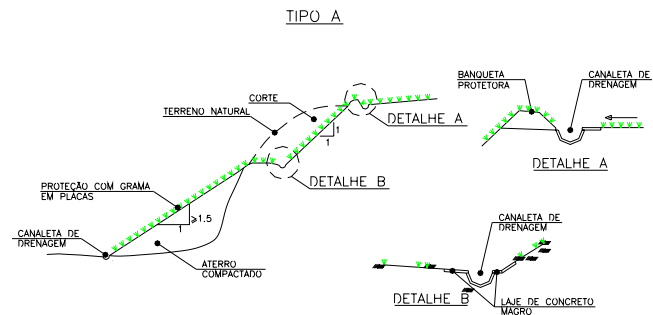 TIPO A
CORTE
TERRENO NATURAL
DETALHE A
1
1
DETALHE B
PROTEÇÃO COM GRAMA
EM PLACAS
≥1.5
1
CANALETA DE
DRENAGEM
ATERRO
COMPACTADO
BANQUETA
PROTETORA
CANALETA DE
DRENAGEM
DETALHE A
CANALETA DE
DRENAGEM
DETALHE B
LAJE DE CONCRETO
MAGRO